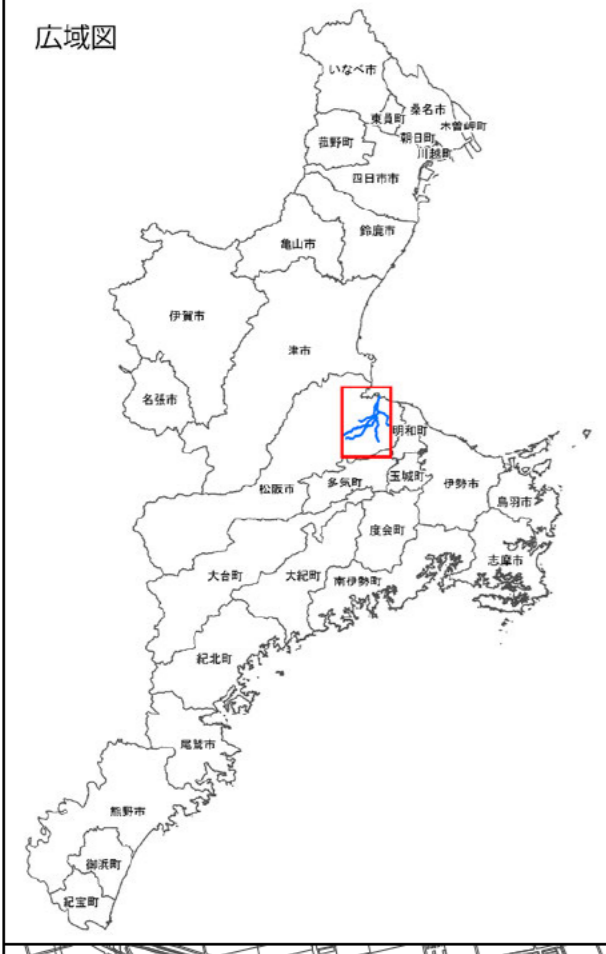 広域図
いなべ市
桑名市
東員町
木曽岬町
朝日町
菰野町
川越町
四日市市
鈴鹿市
亀山市
伊賀市
津市
名張市
明和町
玉城町
多気町
伊勢市
松阪市
鳥羽市
度会町
志摩市
大台町
大紀町
南伊勢町
紀北町
尾鷲市
熊野市
御浜町
紀宝町